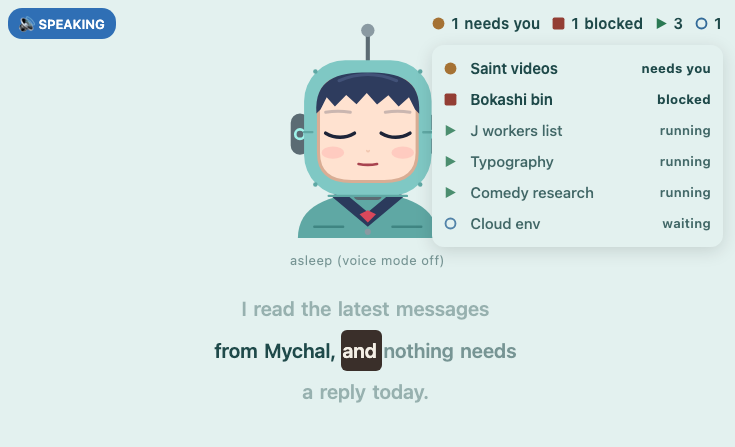 🔊 SPEAKING
1 needs you 1 blocked 3 1
Saint videos needs you
Bokashi bin blocked
J workers list running
Typography running
Comedy research running
Cloud env waiting
asleep (voice mode off)
I read the latest messages
from Mychal, and nothing needs
a reply today.